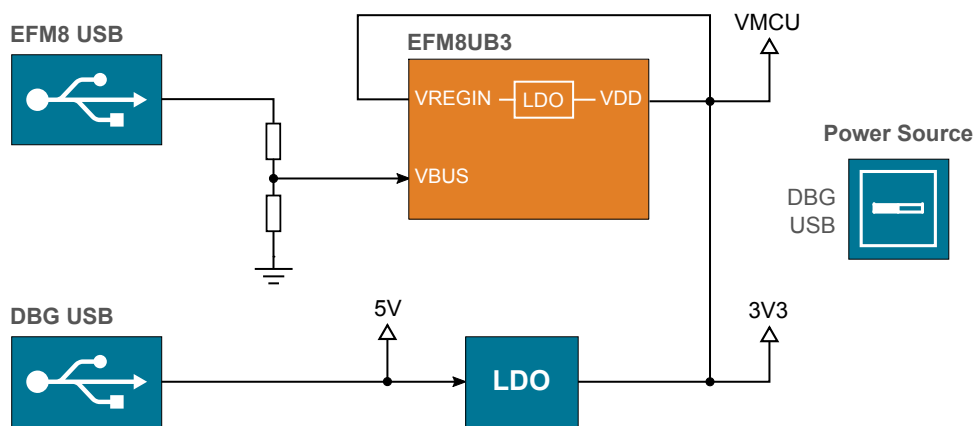 EFM8 USB
EFM8UB3
VMCU
VREGIN
LDO
VDD
Power Source
VBUS
DBG
USB
DBG USB
5V
3V3
LDO